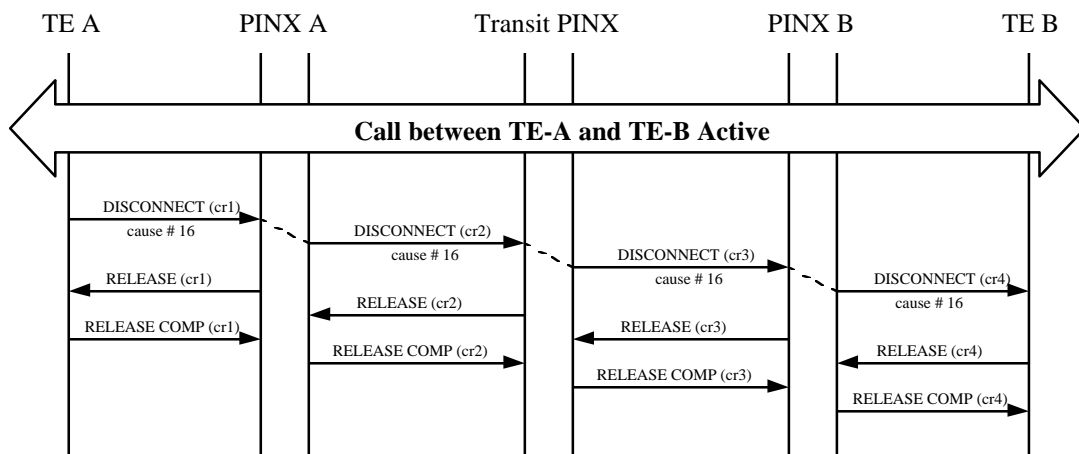 TE A PINX A Transit PINX PINX B TE B
Call between TE-A and TE-B Active
DISCONNECT (cr1)
cause # 16
DISCONNECT (cr2)
cause # 16
DISCONNECT (cr3)
cause # 16
DISCONNECT (cr4)
cause # 16
RELEASE (cr1)
RELEASE (cr2)
RELEASE COMP (cr1)
RELEASE (cr3)
RELEASE COMP (cr2)
RELEASE (cr4)
RELEASE COMP (cr3)
RELEASE COMP (cr4)